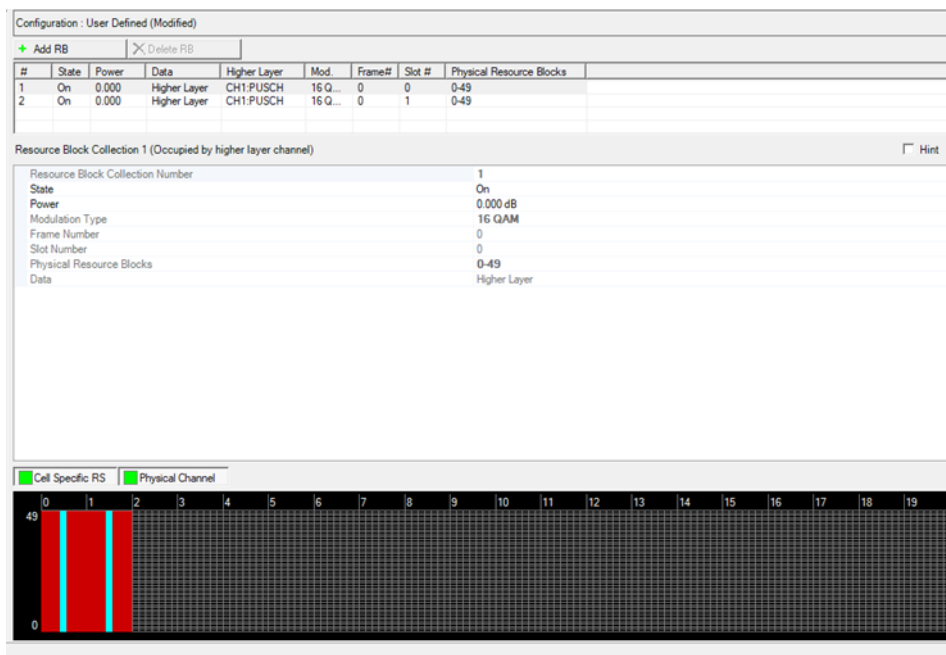 Configuration : User Defined (Modified)
Add RB Delete RB
# State Power Data Higher Layer Mod. Frame# Slot # Physical Resource Blocks
1 On 0.000 Higher Layer CH1:PUSCH 16 Q... 0 0 0-49
2 On 0.000 Higher Layer CH1:PUSCH 16 Q... 0 1 0-49
Resource Block Collection 1 (Occupied by higher layer channel) Hint
Resource Block Collection Number 1
State On
Power 0.000 dB
Modulation Type 16 QAM
Frame Number 0
Slot Number 0
Physical Resource Blocks 0-49
Data Higher Layer
Cell Specific RS Physical Channel
0 1 2 3 4 5 6 7 8 9 10 11 12 13 14 15 16 17 18 19
49
0